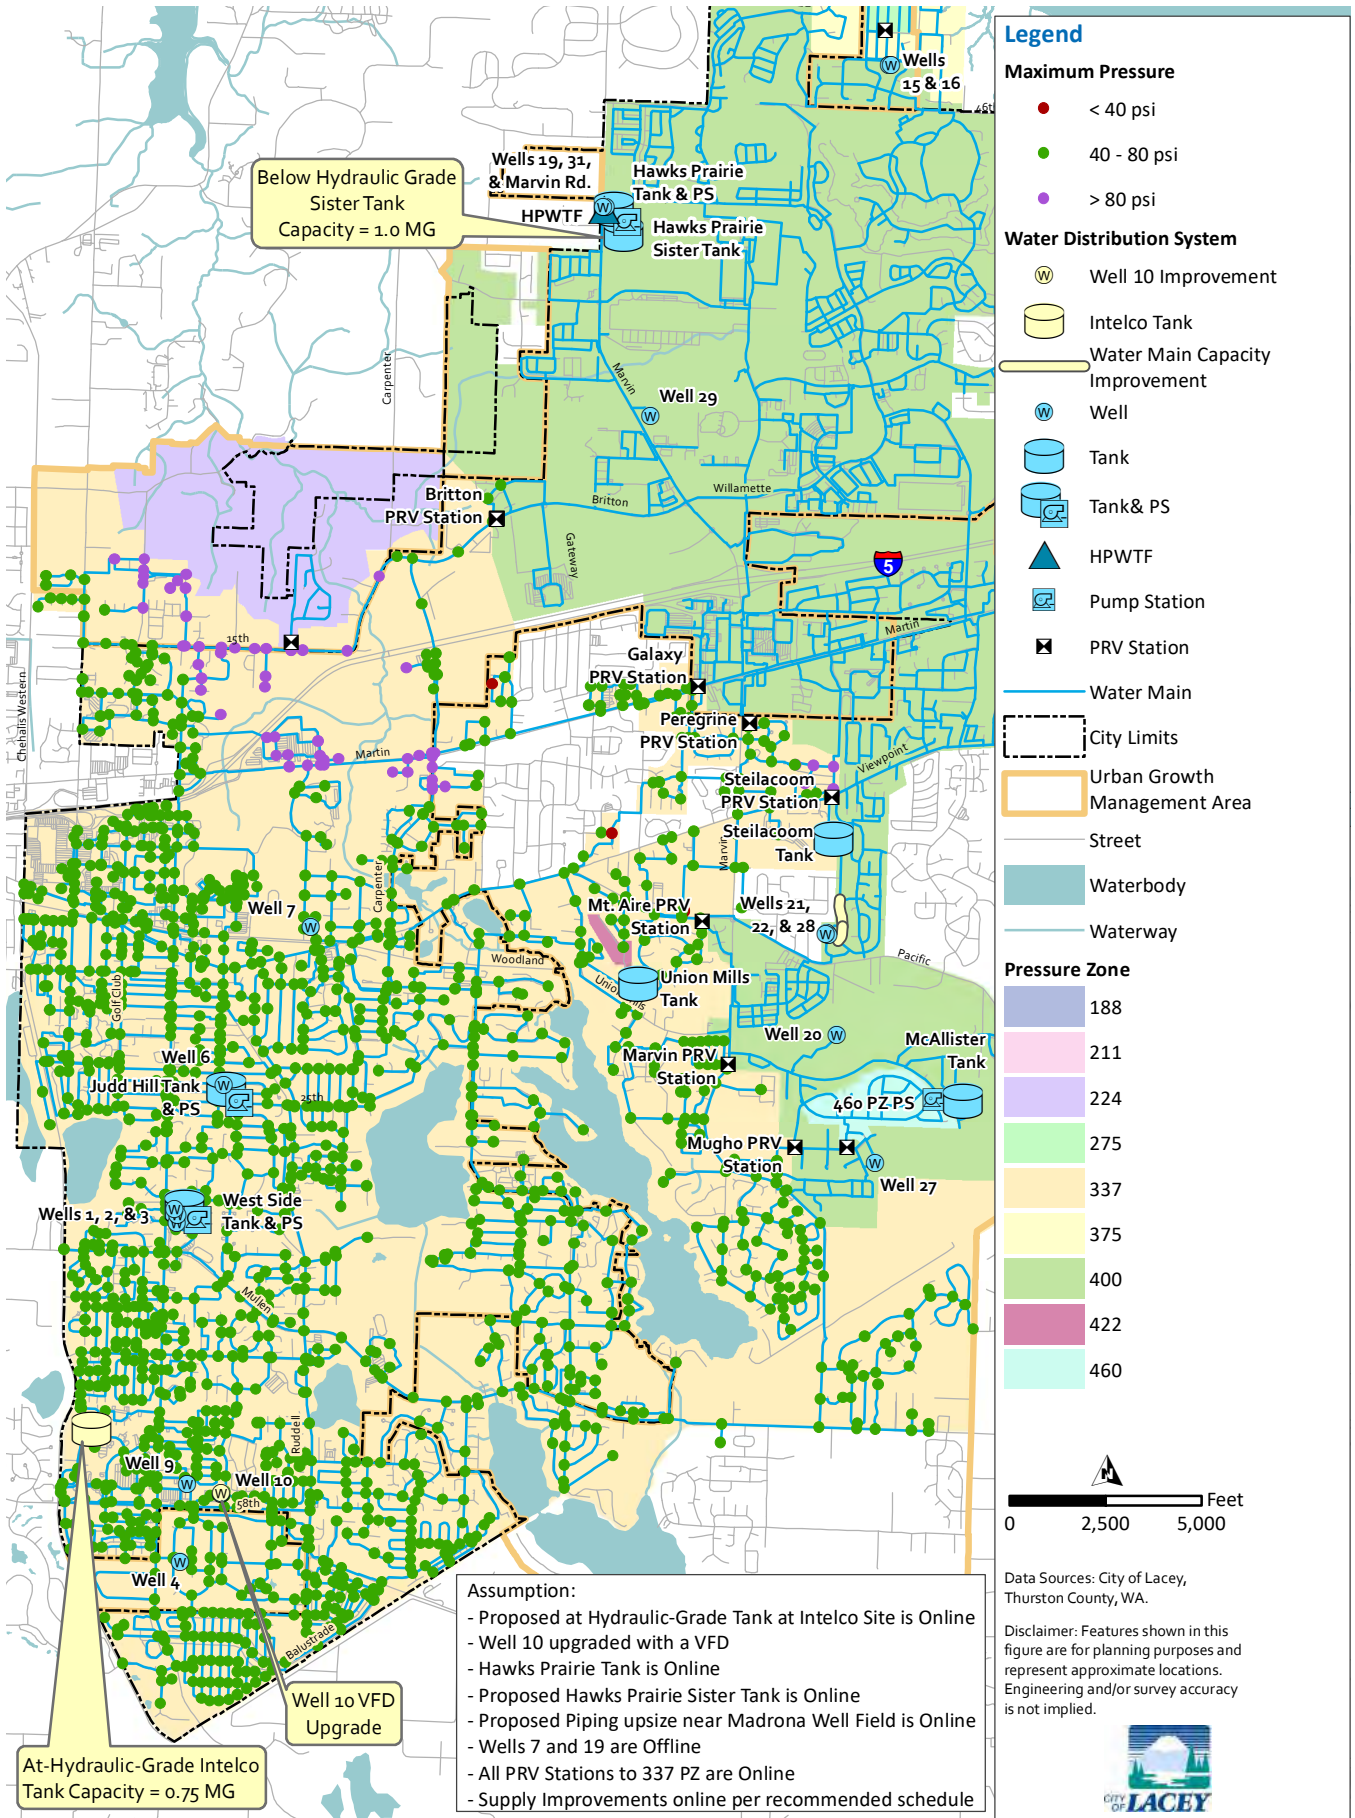 Wells
15 & 16
46th
Wells 19, 31,
& Marvin Rd.
Hawks Prairie
Tank & PS
HPWTF
Hawks Prairie
Sister Tank
Below Hydraulic Grade
Sister Tank
Capacity = 1.0 MG
Carpenter
Marvin
Well 29
Willamette
Britton
Britton
PRV Station
Gateway
5
15th
Martin
Galaxy
PRV Station
Chehalis Western
Peregrine
PRV Station
Martin
Viewpoint
Steilacoom
PRV Station
Steilacoom
Tank
Marvin
Carpenter
Well 7
Mt. Aire PRV
Station
Wells 21,
22, & 28
Pacific
Woodland
Golf Club
Union Mills
Union Mills
Tank
Well 20
McAllister
Tank
Well 6
Judd Hill Tank
& PS
25th
Marvin PRV
Station
460 PZ PS
Mugho PRV
Station
Well 27
Wells 1, 2, & 3
West Side
Tank & PS
Mullen
Ruddell
Well 9
Well 10
58th
Well 4
Balustrade
Well 10 VFD
Upgrade
At-Hydraulic-Grade Intelco
Tank Capacity = 0.75 MG
Assumption:
- Proposed at Hydraulic-Grade Tank at Intelco Site is Online
- Well 10 upgraded with a VFD
- Hawks Prairie Tank is Online
- Proposed Hawks Prairie Sister Tank is Online
- Proposed Piping upsize near Madrona Well Field is Online
- Wells 7 and 19 are Offline
- All PRV Stations to 337 PZ are Online
- Supply Improvements online per recommended schedule
Legend
Maximum Pressure
< 40 psi
40 - 80 psi
> 80 psi
Water Distribution System
W Well 10 Improvement
Intelco Tank
Water Main Capacity
Improvement
W Well
Tank
Tank& PS
HPWTF
Pump Station
PRV Station
Water Main
City Limits
Urban Growth
Management Area
Street
Waterbody
Waterway
Pressure Zone
188
211
224
275
337
375
400
422
460
N
Feet
0 2,500 5,000
Data Sources: City of Lacey,
Thurston County, WA.
Disclaimer: Features shown in this
figure are for planning purposes and
represent approximate locations.
Engineering and/or survey accuracy
is not implied.
CITY OF LACEY